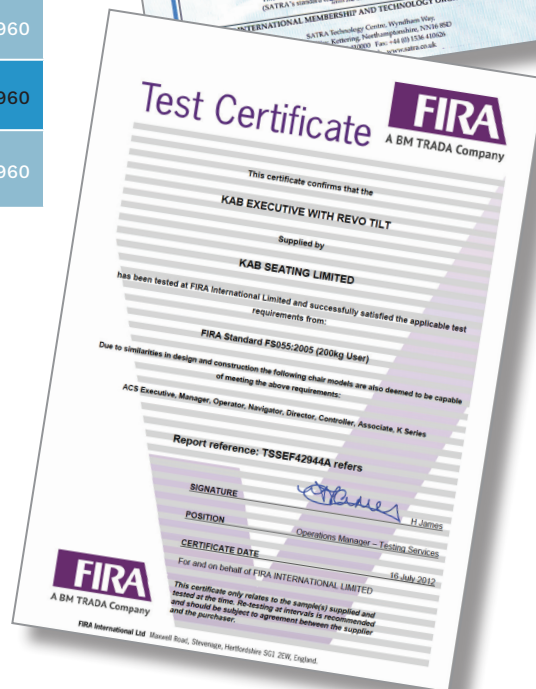 960
960
960
(SATRA's standard
INTERNATIONAL MEMBERSHIP AND TECHNOLOGY
SATRA Technology Centre, Wyndham Way,
Kettering, Northamptonshire, NN16 8SD
410000 Fax: +44 (0) 1536 410626
www.satra.co.uk
Test Certificate
FIRA
A BM TRADA Company
This certificate confirms that the
KAB EXECUTIVE WITH REVO TILT
Supplied by
KAB SEATING LIMITED
has been tested at FIRA International Limited and successfully satisfied the applicable test
requirements from:
FIRA Standard FS055:2005 (200kg User)
Due to similarities in design and construction the following chair models are also deemed to be capable
of meeting the above requirements:
ACS Executive, Manager, Operator, Navigator, Director, Controller, Associate, K Series
Report reference: TSSEF42944A refers
SIGNATURE
H James
POSITION
Operations Manager – Testing Services
CERTIFICATE DATE
16 July 2012
For and on behalf of FIRA INTERNATIONAL LIMITED
This certificate only relates to the sample(s) supplied and
tested at the time. Re-testing at intervals is recommended
and should be subject to agreement between the supplier
and the purchaser.
FIRA
A BM TRADA Company
FIRA International Ltd Maxwell Road, Stevenage, Hertfordshire SG1 2EW, England.